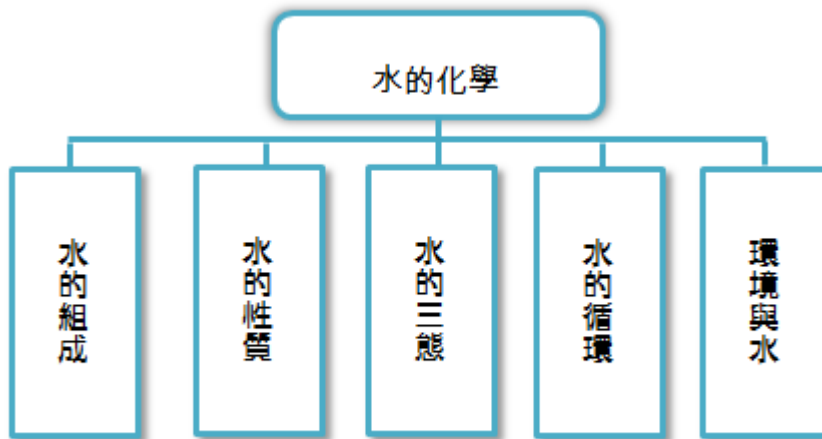 水的化學
水的組成
水的性質
水的三態
水的循環
環境與水